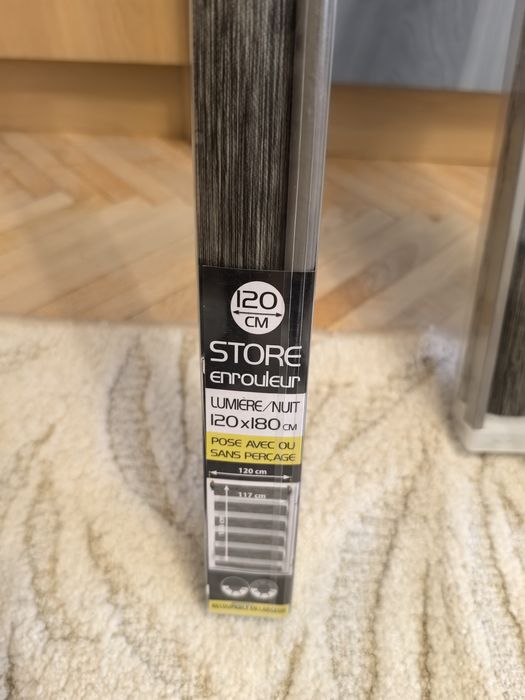 120
CM
STORE
enrouleur
LUMIÈRE/NUIT
120x180 CM
POSE AVEC OU
SANS PERÇAGE
120 cm
117 cm